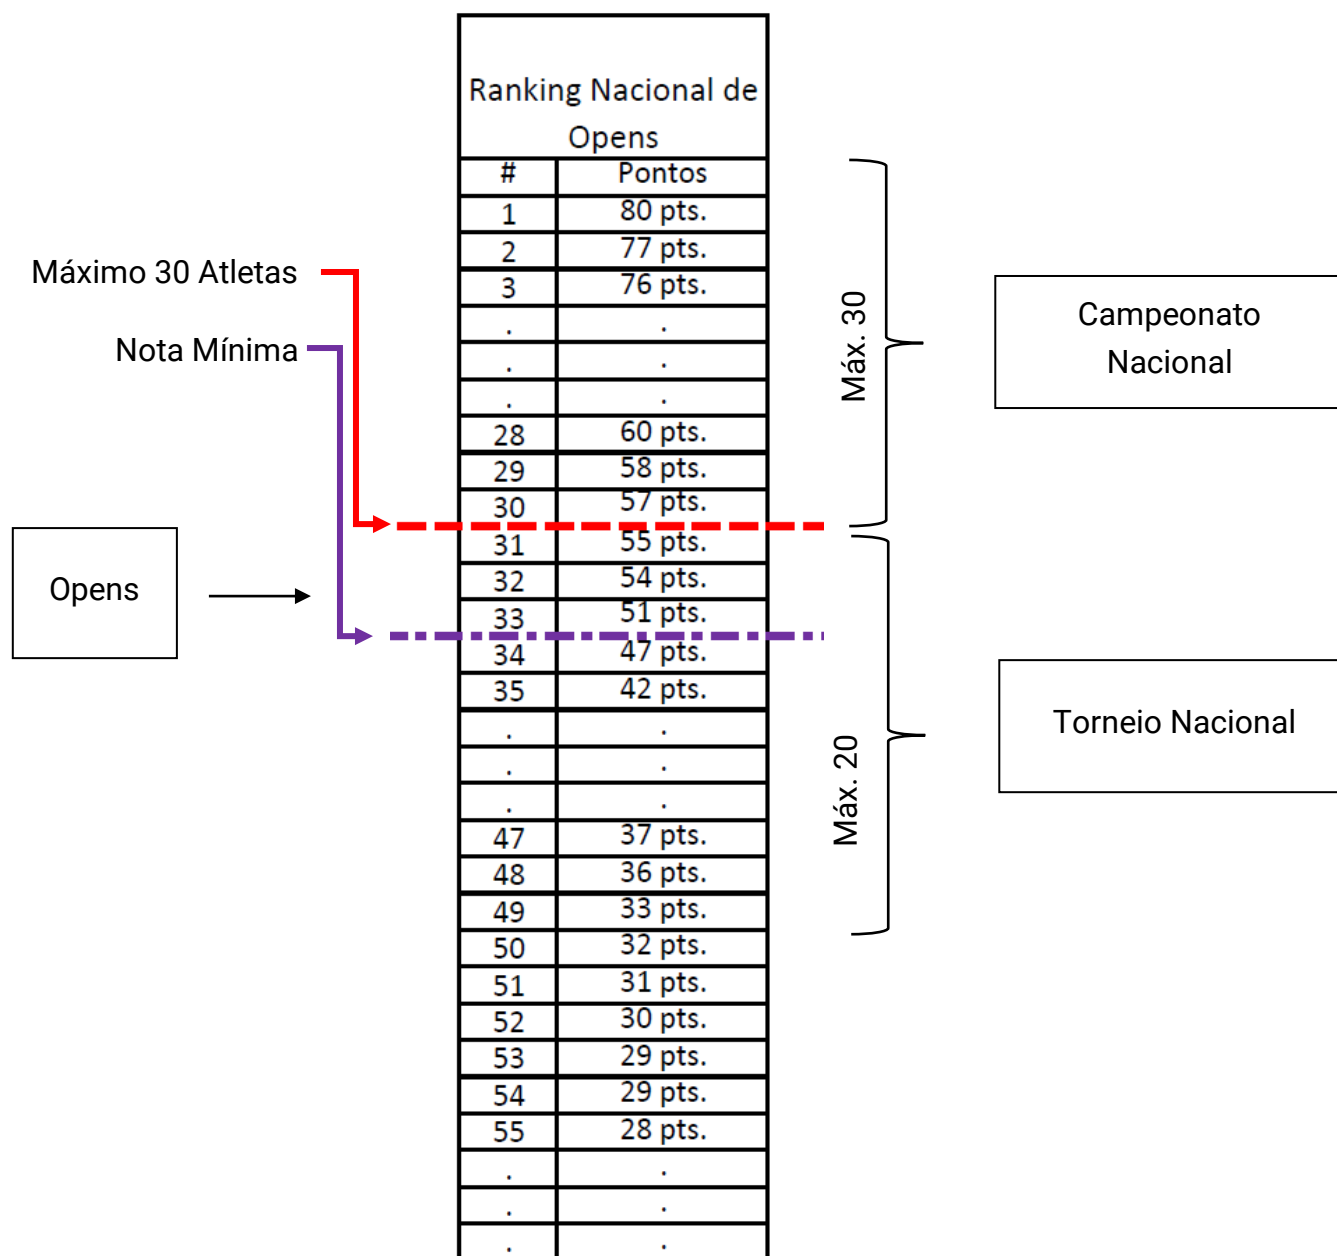 Ranking Nacional de
Opens
# Pontos
1 80 pts.
2 77 pts.
3 76 pts.
. .
. .
. .
28 60 pts.
29 58 pts.
30 57 pts.
31 55 pts.
32 54 pts.
33 51 pts.
34 47 pts.
35 42 pts.
. .
. .
. .
47 37 pts.
48 36 pts.
49 33 pts.
50 32 pts.
51 31 pts.
52 30 pts.
53 29 pts.
54 29 pts.
55 28 pts.
. .
. .
. .
Máximo 30 Atletas
Nota Mínima
Opens
Máx. 30
Campeonato
Nacional
Máx. 20
Torneio Nacional